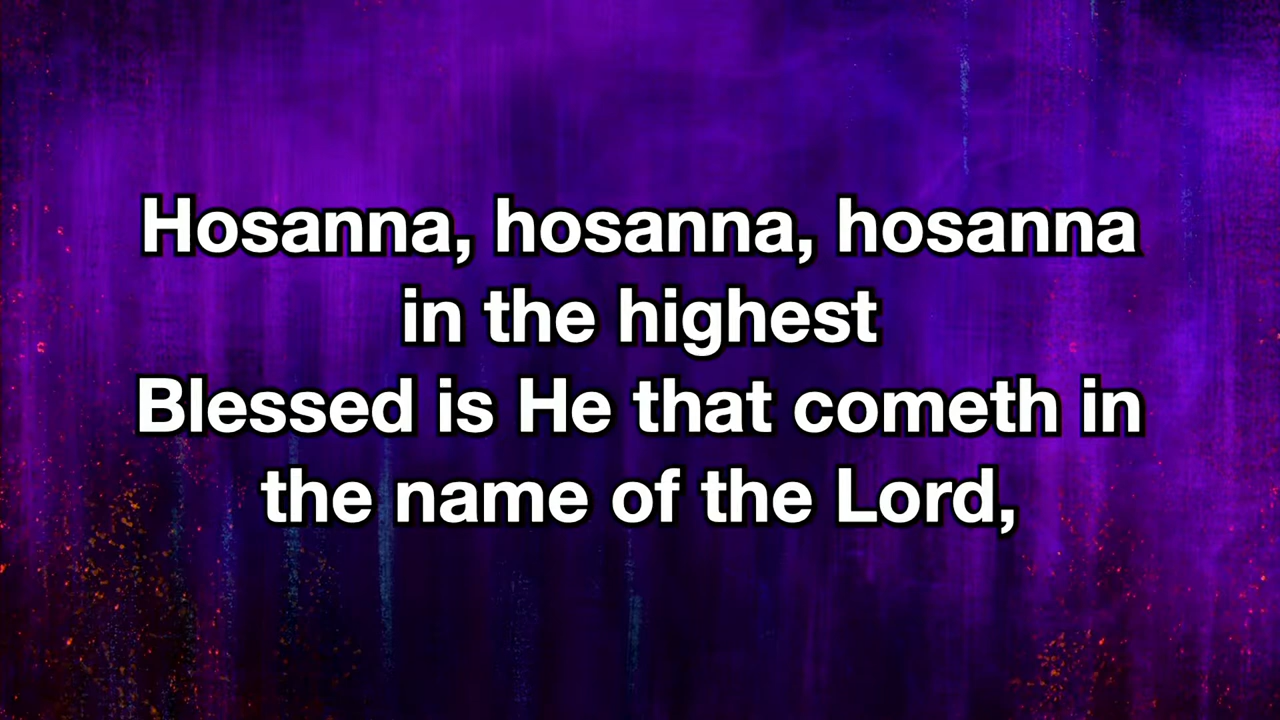 Hosanna, hosanna, hosanna
in the highest
Blessed is He that cometh in
the name of the Lord,